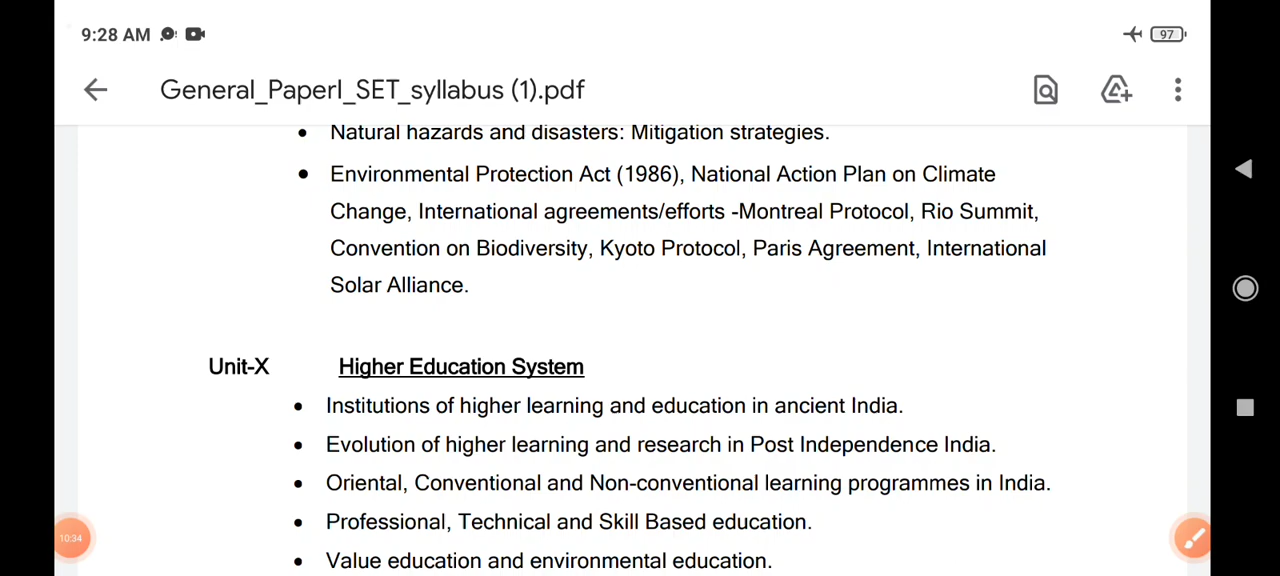 9:28 AM
97
General_PaperI_SET_syllabus (1).pdf
• Natural hazards and disasters: Mitigation strategies.
• Environmental Protection Act (1986), National Action Plan on Climate
Change, International agreements/efforts -Montreal Protocol, Rio Summit,
Convention on Biodiversity, Kyoto Protocol, Paris Agreement, International
Solar Alliance.
Unit-X Higher Education System
• Institutions of higher learning and education in ancient India.
• Evolution of higher learning and research in Post Independence India.
• Oriental, Conventional and Non-conventional learning programmes in India.
• Professional, Technical and Skill Based education.
10:34
• Value education and environmental education.